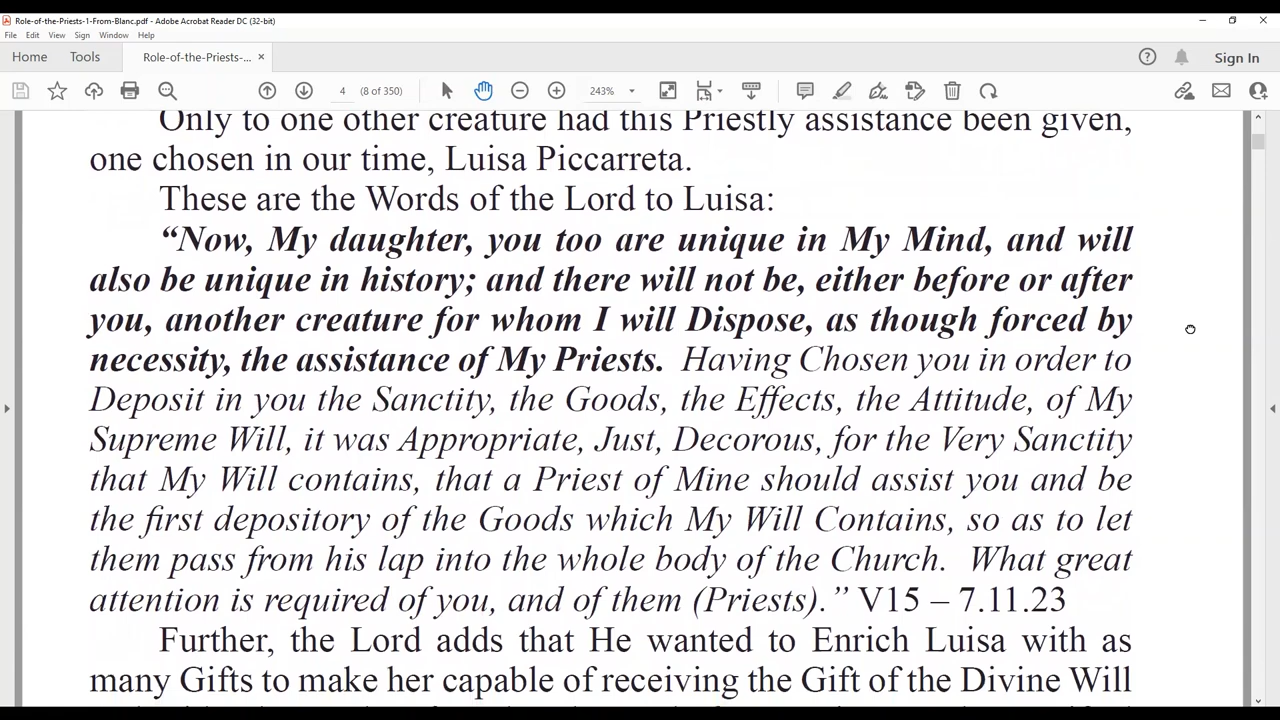 Role-of-the-Priests-1-From-Blanc.pdf - Adobe Acrobat Reader DC (32-bit)
File Edit View Sign Window Help
Home Tools Role-of-the-Priests-... × Sign In
4 (8 of 350) 243%
Only to one other creature had this Priestly assistance been given,
one chosen in our time, Luisa Piccarreta.
These are the Words of the Lord to Luisa:
“Now, My daughter, you too are unique in My Mind, and will
also be unique in history; and there will not be, either before or after
you, another creature for whom I will Dispose, as though forced by
necessity, the assistance of My Priests. Having Chosen you in order to
Deposit in you the Sanctity, the Goods, the Effects, the Attitude, of My
Supreme Will, it was Appropriate, Just, Decorous, for the Very Sanctity
that My Will contains, that a Priest of Mine should assist you and be
the first depository of the Goods which My Will Contains, so as to let
them pass from his lap into the whole body of the Church. What great
attention is required of you, and of them (Priests).” V15 – 7.11.23
Further, the Lord adds that He wanted to Enrich Luisa with as
many Gifts to make her capable of receiving the Gift of the Divine Will